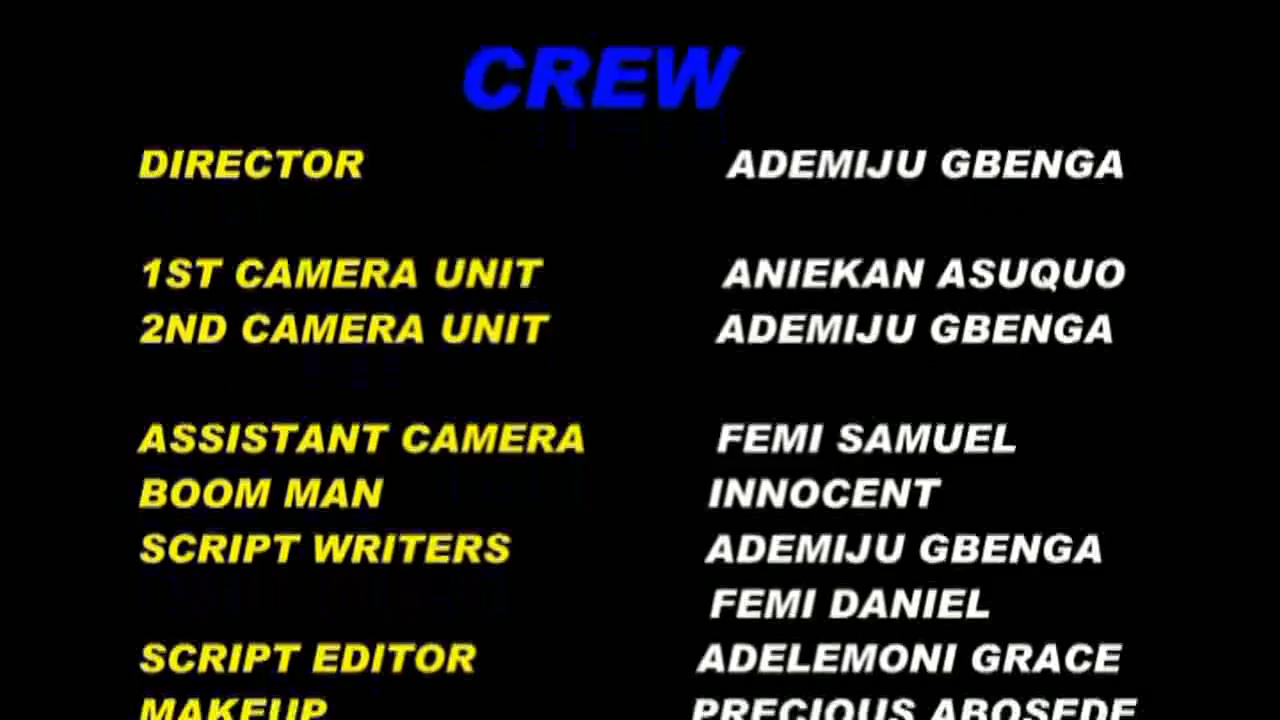 CREW
DIRECTOR ADEMIJU GBENGA
1ST CAMERA UNIT ANIEKAN ASUQUO
2ND CAMERA UNIT ADEMIJU GBENGA
ASSISTANT CAMERA FEMI SAMUEL
BOOM MAN INNOCENT
SCRIPT WRITERS ADEMIJU GBENGA
FEMI DANIEL
SCRIPT EDITOR ADELEMONI GRACE
MAKEUP PRECIOUS ABOSEDE